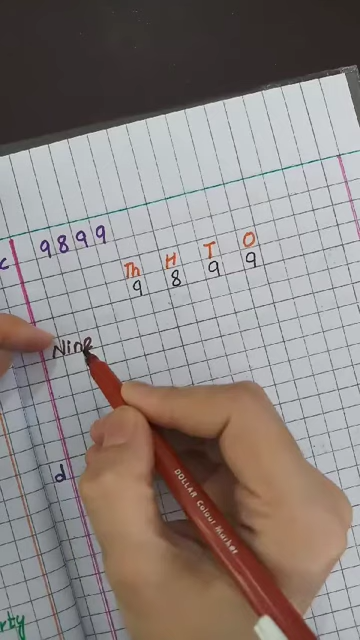 c 9899
Th H T O
9 8 9 9
Nine
d
DOLLAR Colour Marker